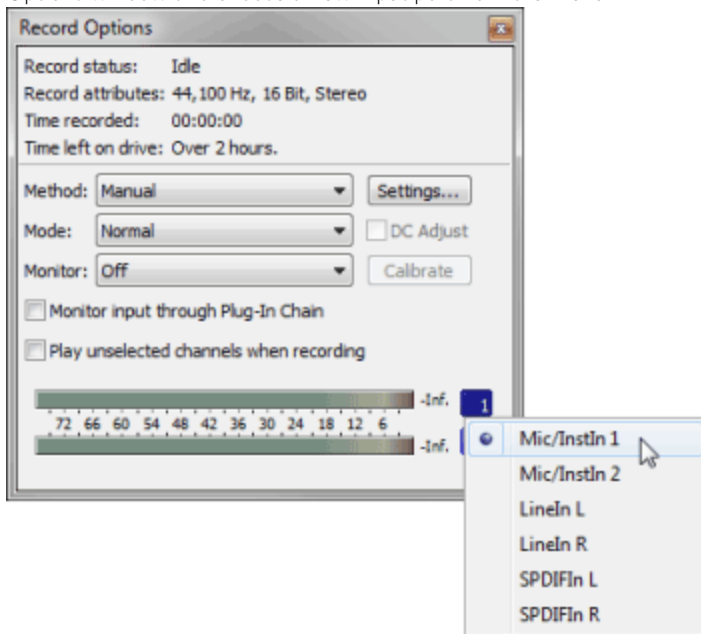 Record Options
Record status: Idle
Record attributes: 44,100 Hz, 16 Bit, Stereo
Time recorded: 00:00:00
Time left on drive: Over 2 hours.
Method: Manual Settings...
Mode: Normal DC Adjust
Monitor: Off Calibrate
Monitor input through Plug-In Chain
Play unselected channels when recording
-Inf. 1
72 66 60 54 48 42 36 30 24 18 12 6
-Inf.
Mic/InstIn 1
Mic/InstIn 2
LineIn L
LineIn R
SPDIFIn L
SPDIFIn R